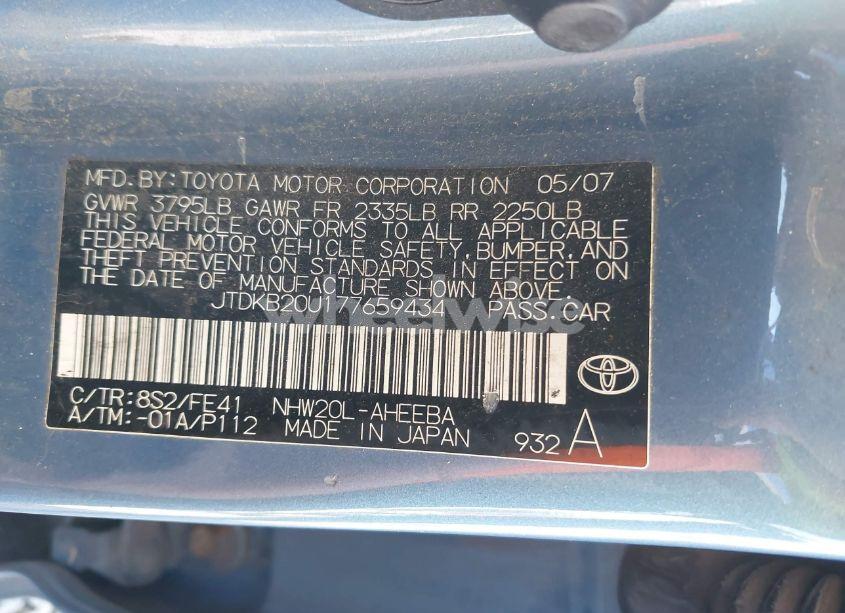 MFD.BY:TOYOTA MOTOR CORPORATION 05/07
GVWR 3795LB GAWR FR 2335LB RR 2250LB
THIS VEHICLE CONFORMS TO ALL APPLICABLE
FEDERAL MOTOR VEHICLE SAFETY,BUMPER,AND
THEFT PREVENTION STANDARDS IN EFFECT ON
THE DATE OF MANUFACTURE SHOWN ABOVE.
JTDKB20U177659434 PASS.CAR
wheelwise
C/TR:8S2/FE41 NHW20L-AHEEBA
A/TM:-01A/P112 MADE IN JAPAN 932 A